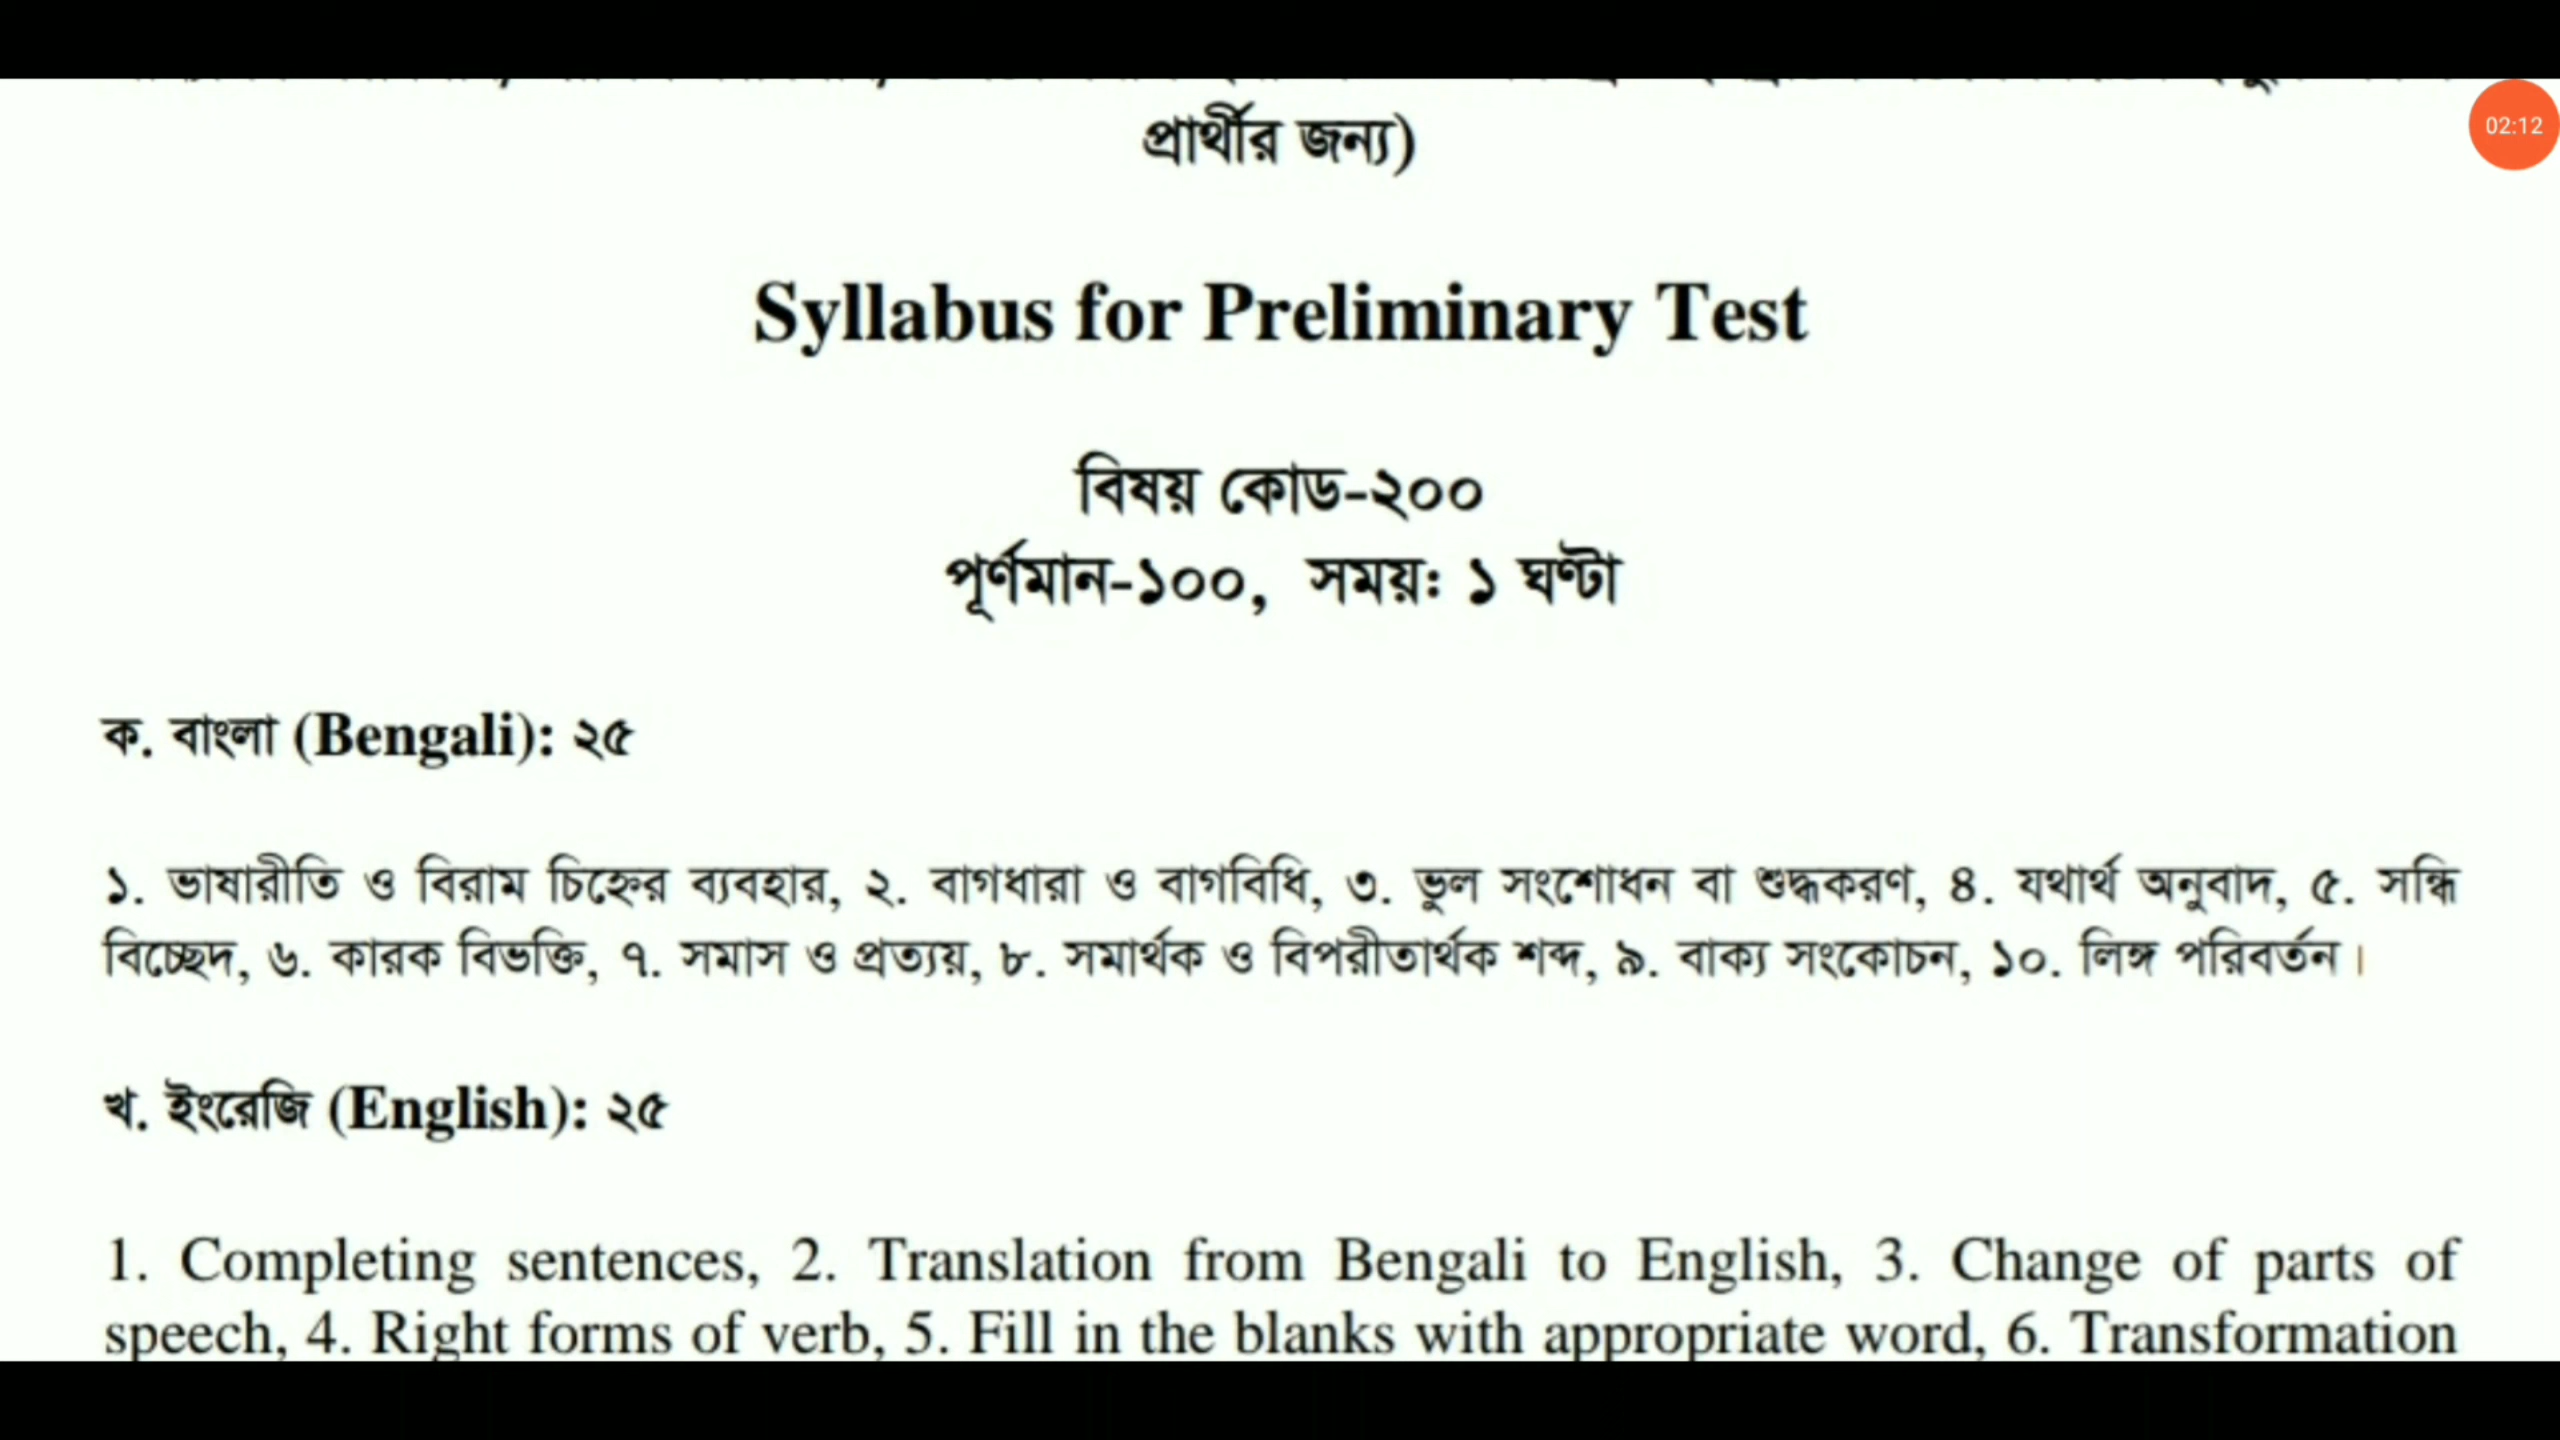 প্রার্থীর জন্য)
02:12
Syllabus for Preliminary Test
বিষয় কোড-২০০
পূর্ণমান-১০০, সময়ঃ ১ ঘণ্টা
ক. বাংলা (Bengali): ২৫
১. ভাষারীতি ও বিরাম চিহ্নের ব্যবহার, ২. বাগধারা ও বাগবিধি, ৩. ভুল সংশোধন বা শুদ্ধকরণ, ৪. যথার্থ অনুবাদ, ৫. সন্ধি
বিচ্ছেদ, ৬. কারক বিভক্তি, ৭. সমাস ও প্রত্যয়, ৮. সমার্থক ও বিপরীতার্থক শব্দ, ৯. বাক্য সংকোচন, ১০. লিঙ্গ পরিবর্তন।
খ. ইংরেজি (English): ২৫
1. Completing sentences, 2. Translation from Bengali to English, 3. Change of parts of
speech, 4. Right forms of verb, 5. Fill in the blanks with appropriate word, 6. Transformation